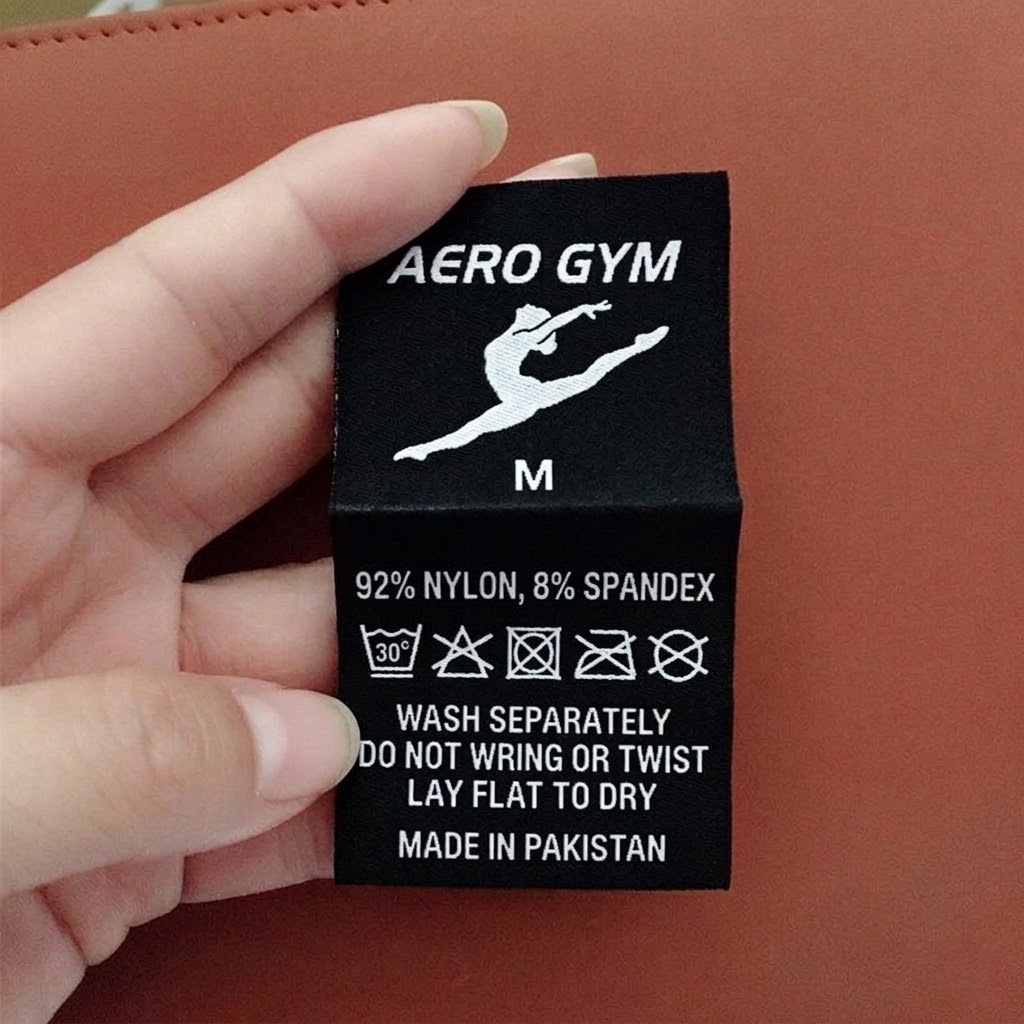 AERO GYM
M
92% NYLON, 8% SPANDEX
30°
WASH SEPARATELY
DO NOT WRING OR TWIST
LAY FLAT TO DRY
MADE IN PAKISTAN